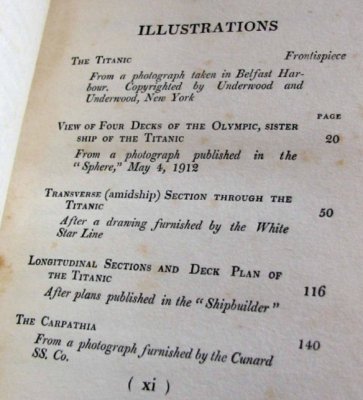 ILLUSTRATIONS
THE TITANIC Frontispiece
From a photograph taken in Belfast Har-
bour. Copyrighted by Underwood and
Underwood, New York
PAGE
VIEW OF FOUR DECKS OF THE OLYMPIC, SISTER
SHIP OF THE TITANIC 20
From a photograph published in the
"Sphere," May 4, 1912
TRANSVERSE (amidship) SECTION THROUGH THE
TITANIC 50
After a drawing furnished by the White
Star Line
LONGITUDINAL SECTIONS AND DECK PLAN OF
THE TITANIC 116
After plans published in the "Shipbuilder"
THE CARPATHIA 140
From a photograph furnished by the Cunard
SS. Co.
( xi )